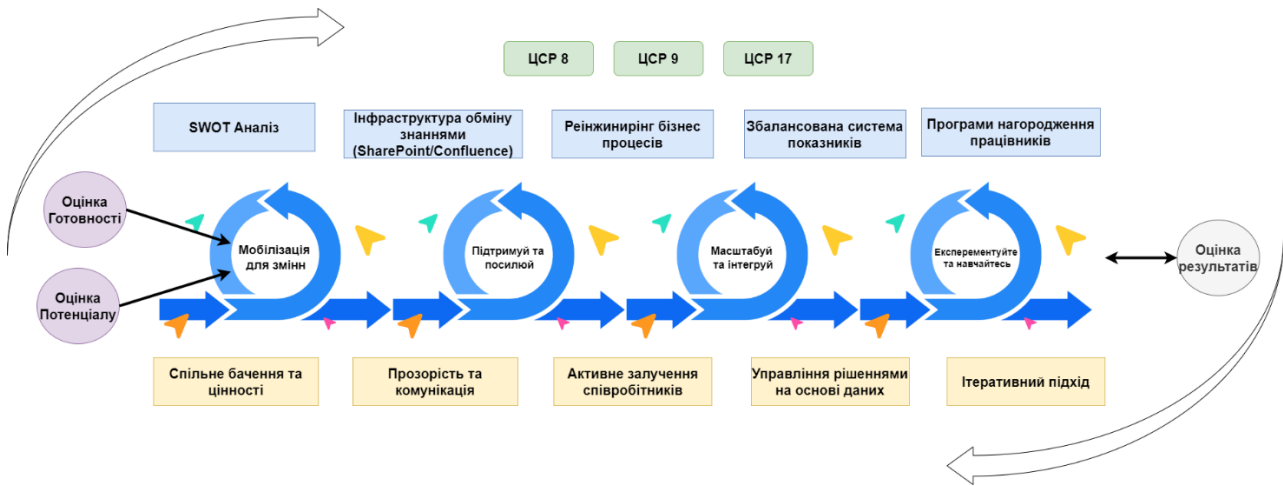 ЦСР 8
ЦСР 9
ЦСР 17
SWOT Аналіз
Інфраструктура обміну
знаннями
(SharePoint/Confluence)
Реінжиніринг бізнес
процесів
Збалансована система
показників
Програми нагородження
працівників
Оцінка
Готовності
Оцінка
Потенціалу
Мобілізація
для змінн
Підтримуй та
посилюй
Масштабуй
та інтегруй
Експерементуйте
та навчайтесь
Оцінка
результатів
Спільне бачення та
цінності
Прозорість та
комунікація
Активне залучення
співробітників
Управління рішеннями
на основі даних
Ітеративний підхід